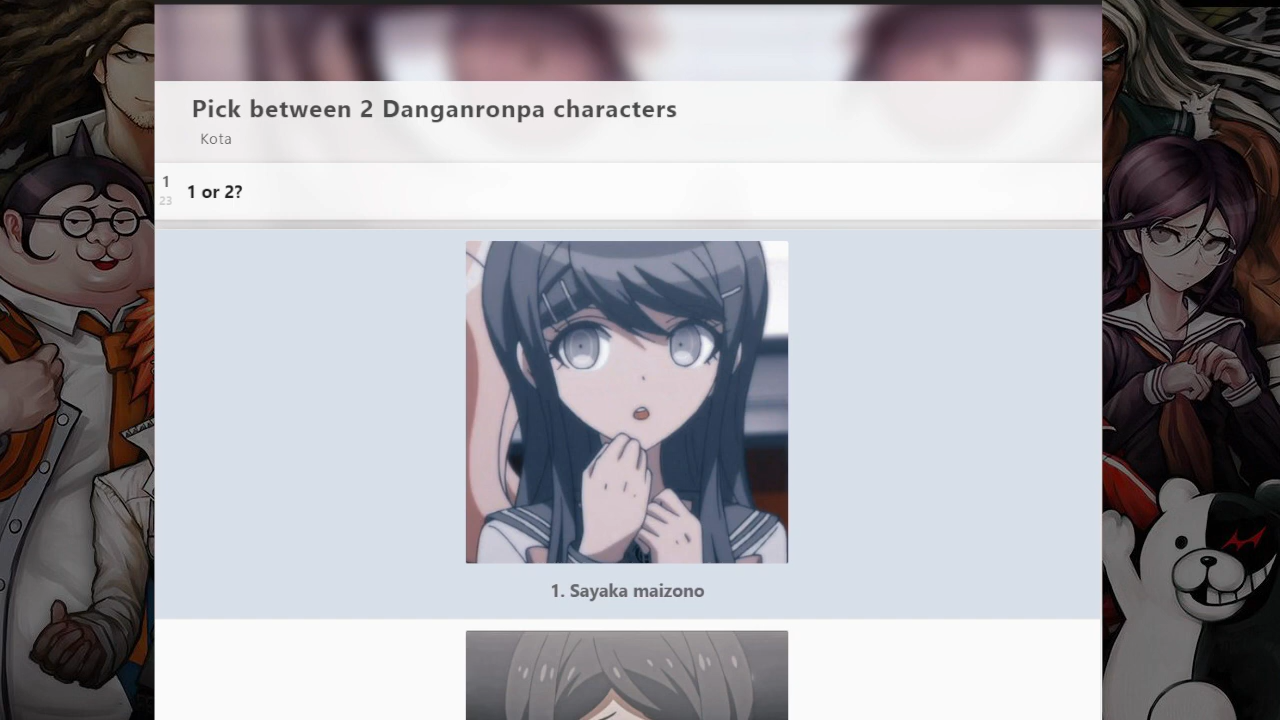 Pick between 2 Danganronpa characters
Kota
1
23
1 or 2?
1. Sayaka maizono